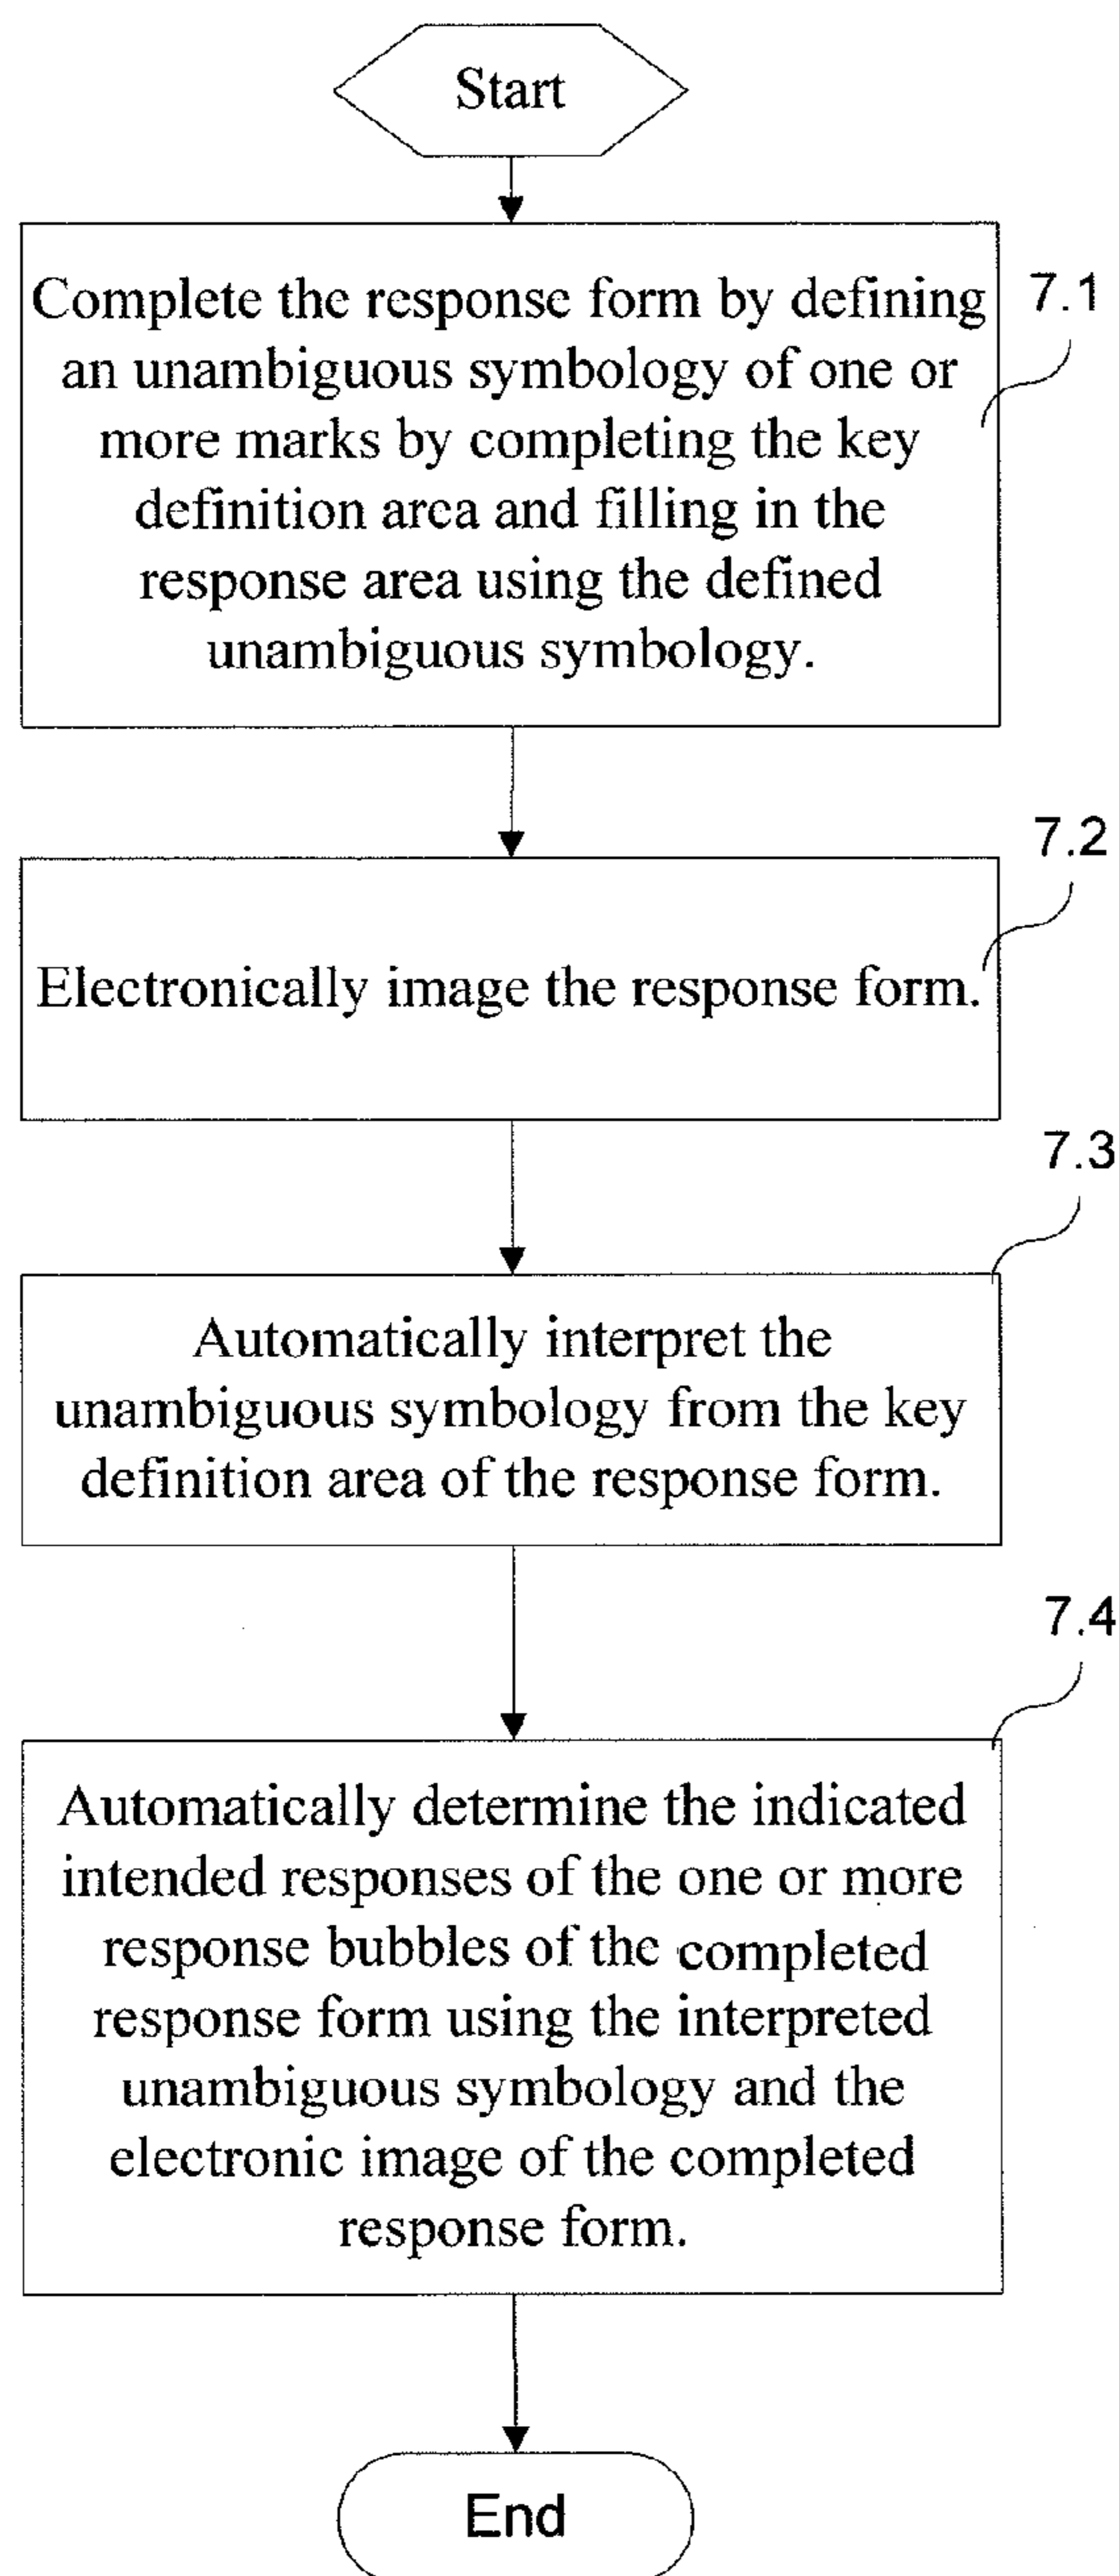 Start
Complete the response form by defining
an unambiguous symbology of one or
more marks by completing the key
definition area and filling in the
response area using the defined
unambiguous symbology.
7.1
Electronically image the response form.
7.2
Automatically interpret the
unambiguous symbology from the key
definition area of the response form.
7.3
Automatically determine the indicated
intended responses of the one or more
response bubbles of the completed
response form using the interpreted
unambiguous symbology and the
electronic image of the completed
response form.
7.4
End